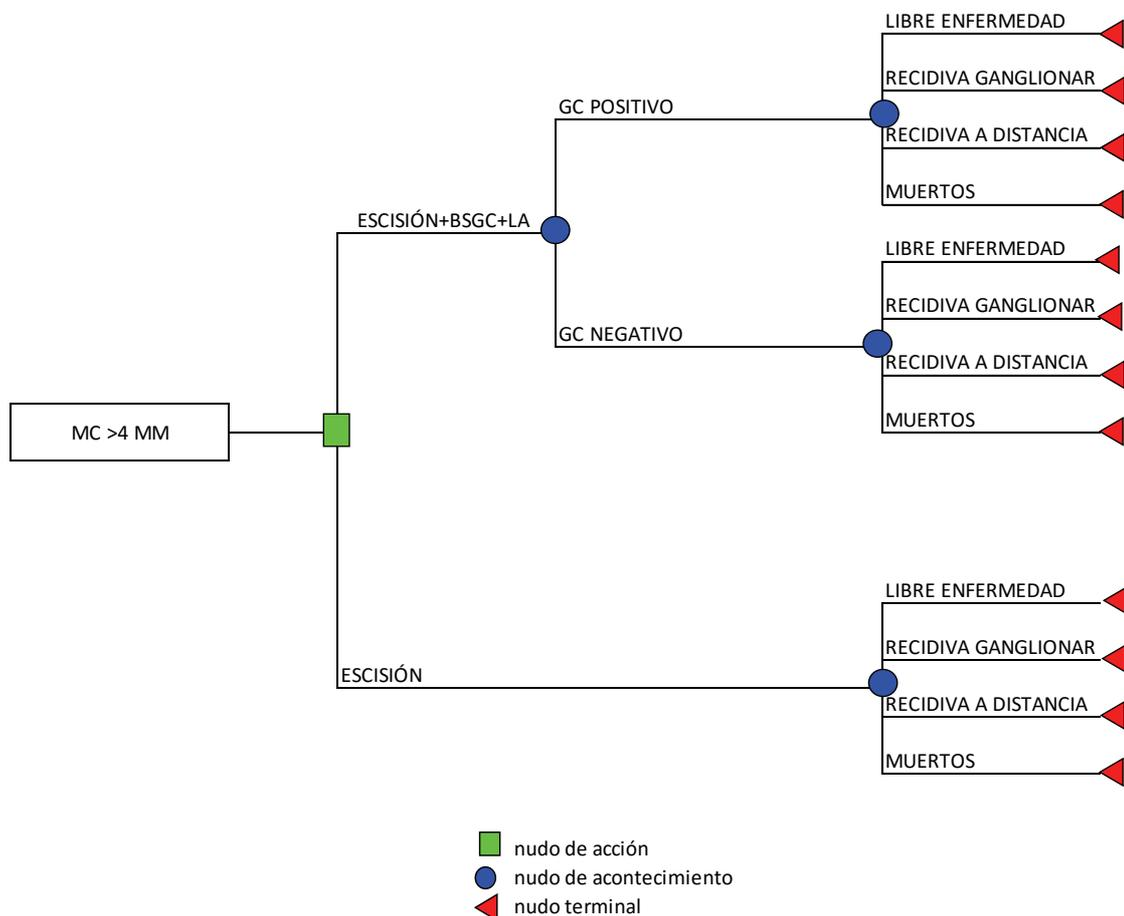 LIBRE ENFERMEDAD
RECIDIVA GANGLIONAR
GC POSITIVO
RECIDIVA A DISTANCIA
MUERTOS
ESCISIÓN+BSGC+LA
LIBRE ENFERMEDAD
RECIDIVA GANGLIONAR
GC NEGATIVO
RECIDIVA A DISTANCIA
MUERTOS
MC >4 MM
LIBRE ENFERMEDAD
RECIDIVA GANGLIONAR
ESCISIÓN
RECIDIVA A DISTANCIA
MUERTOS
nudo de acción
nudo de acontecimiento
nudo terminal